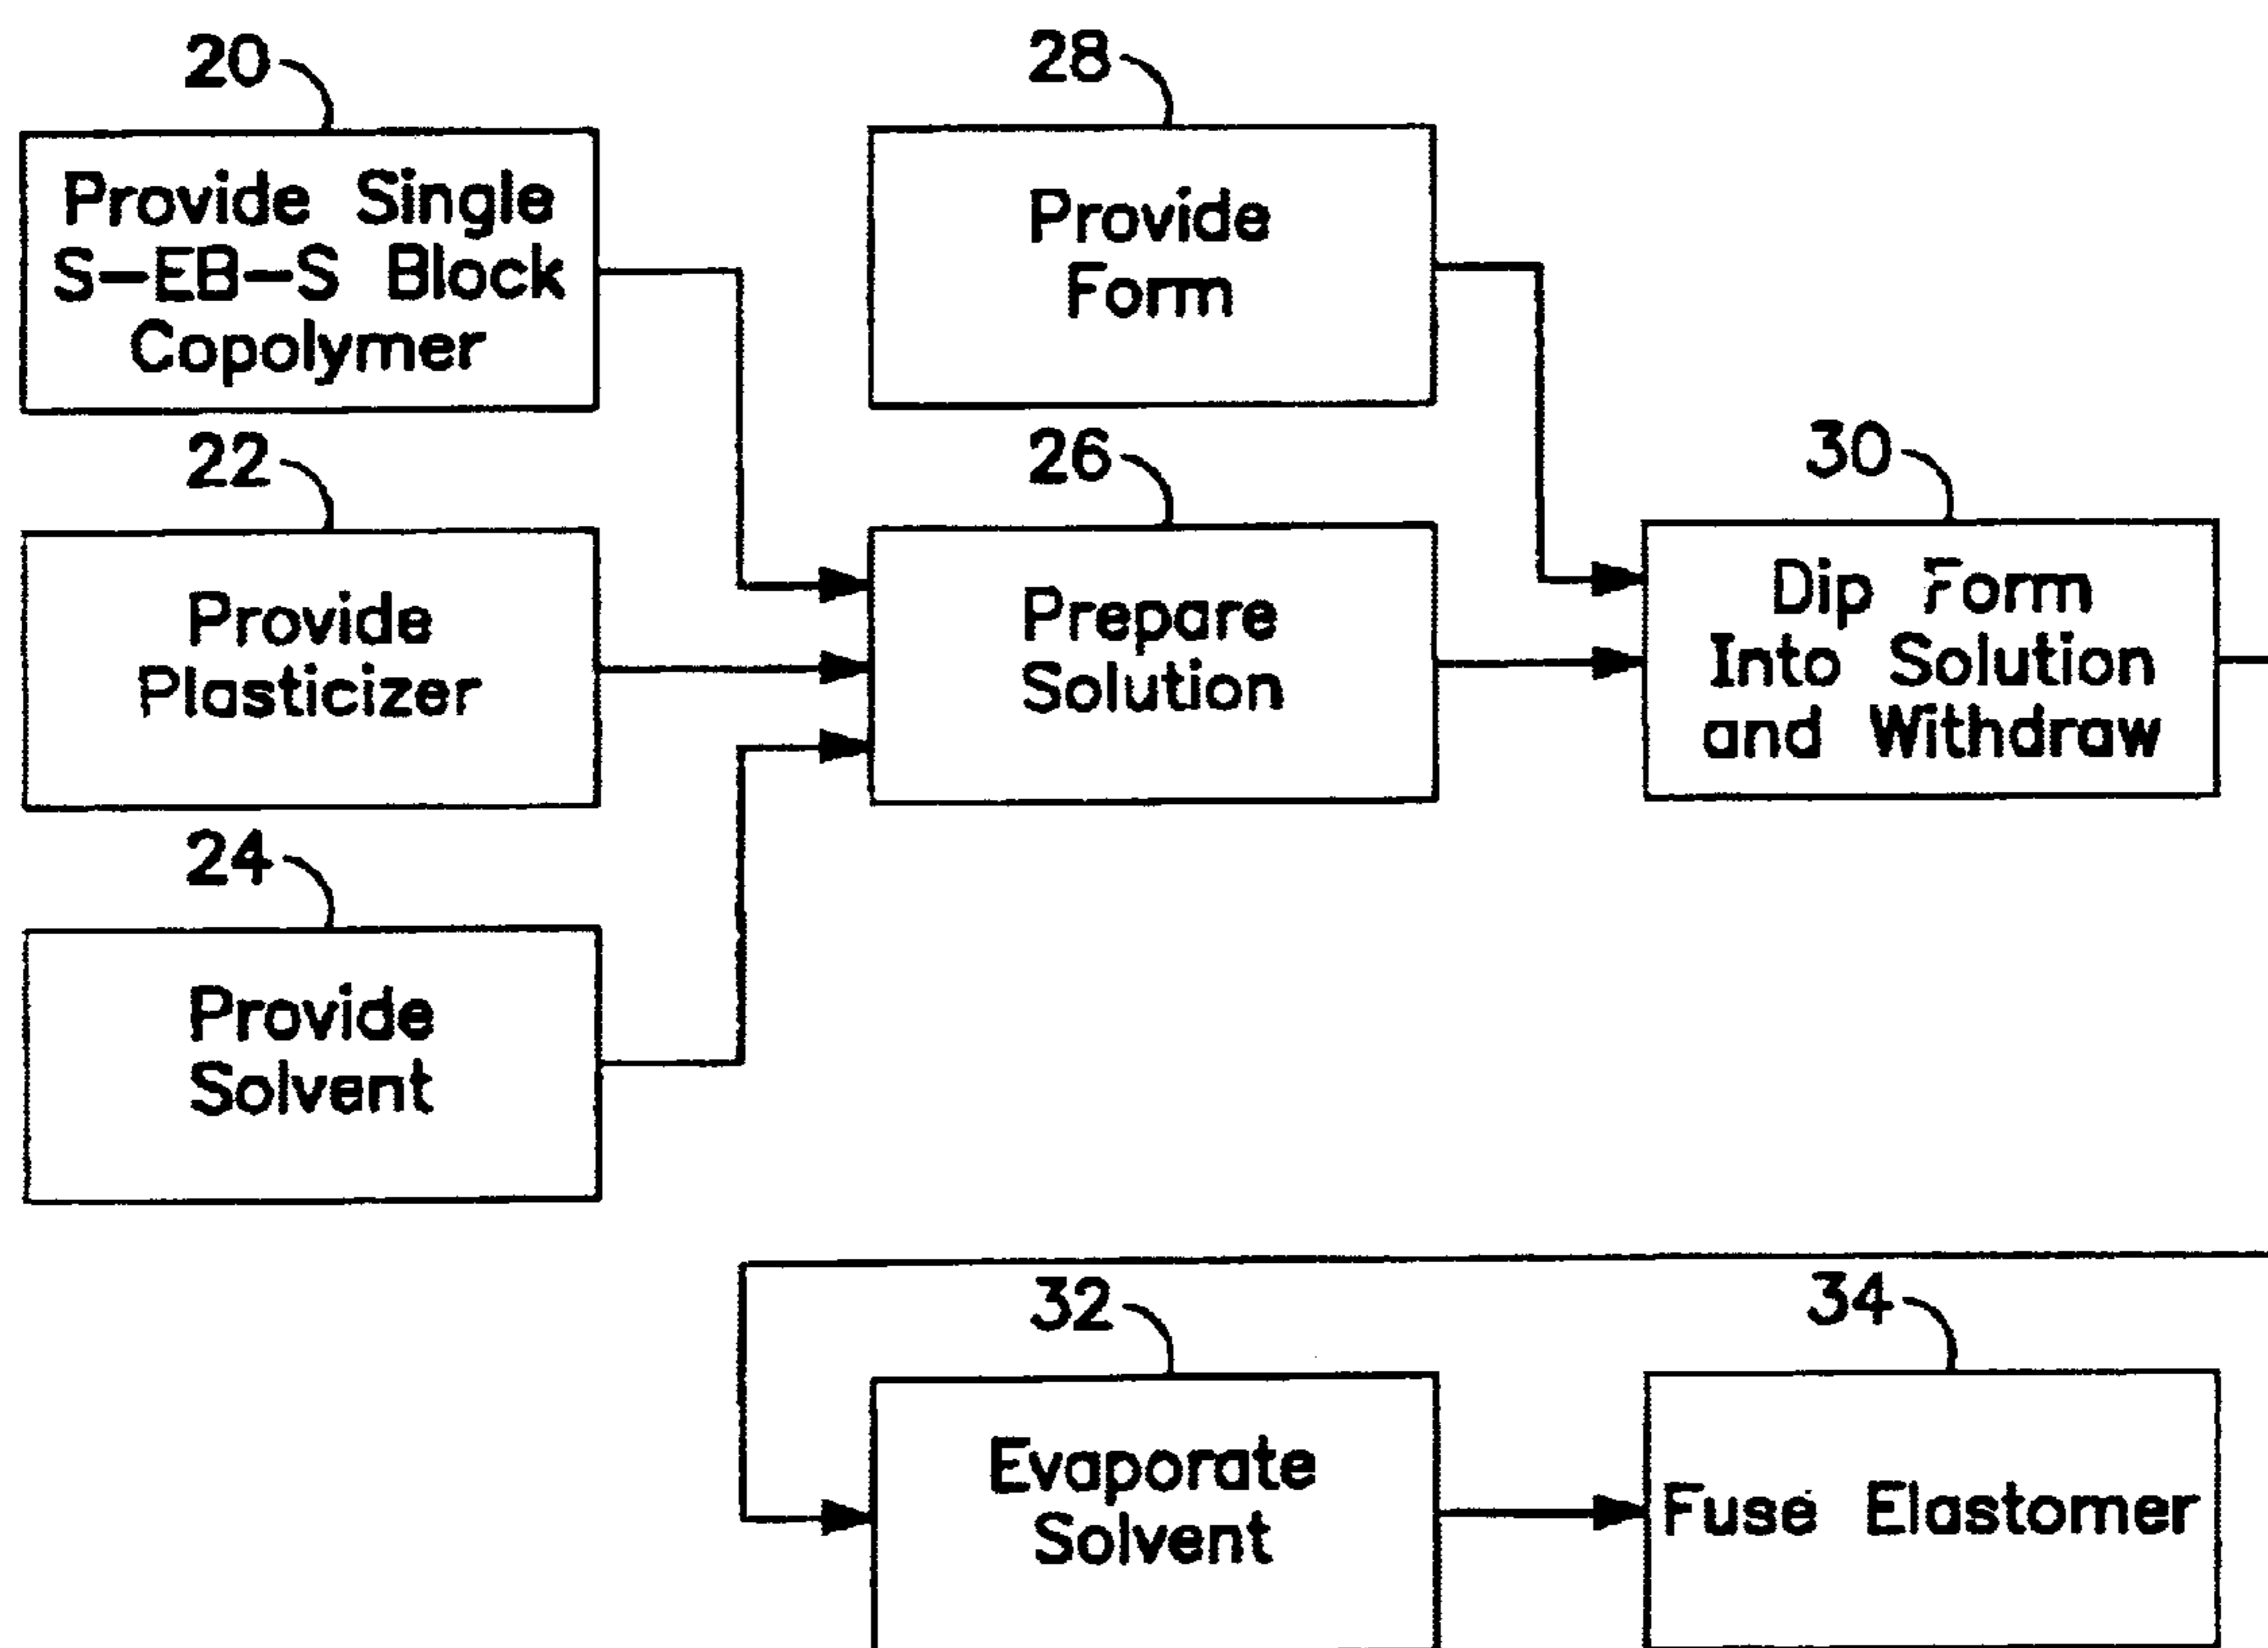 20
Provide Single
S-EB-S Block
Copolymer
28
Provide
Form
22
Provide
Plasticizer
26
Prepare
Solution
30
Dip Form
Into Solution
and Withdraw
24
Provide
Solvent
32
Evaporate
Solvent
34
Fuse Elastomer